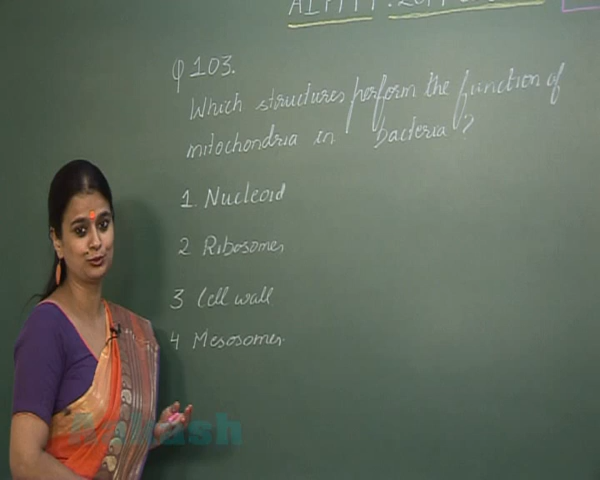 Q 103.
Which structures perform the function of
mitochondria in bacteria?
1. Nucleoid
2 Ribosomes
3 Cell wall
4 Mesosomes.
Aakash